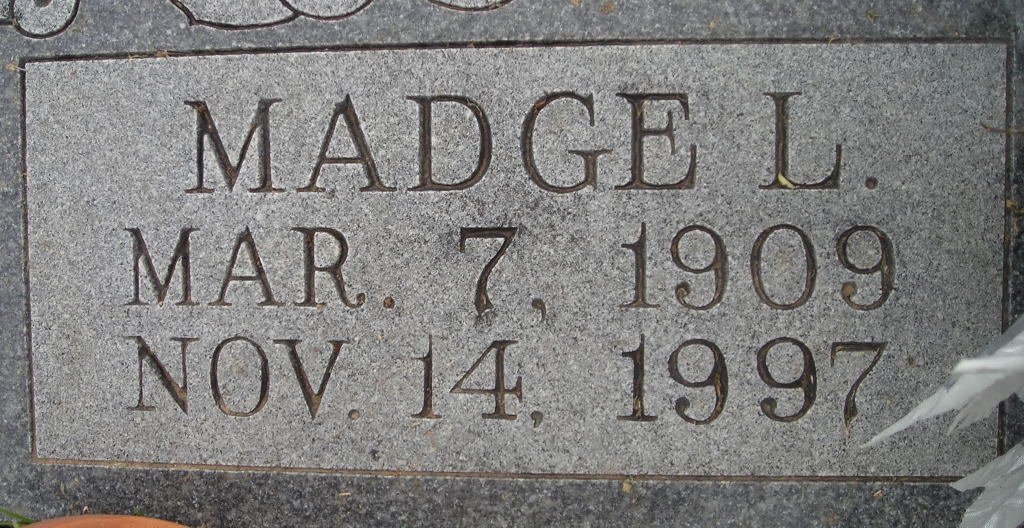 MADGE L.
MAR. 7, 1909
NOV. 14, 1997